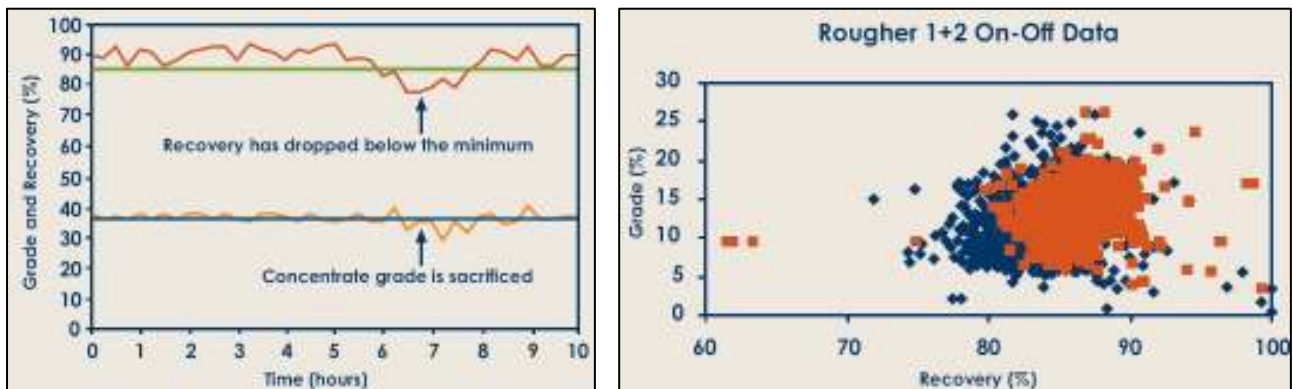 100
90
80
70
60
50
40
30
20
10
0
Grade and Recovery (%)
Recovery has dropped below the minimum
Concentrate grade is sacrificed
0 1 2 3 4 5 6 7 8 9 10
Time (hours)
Rougher 1+2 On-Off Data
30
25
20
15
10
5
0
Grade (%)
60 70 80 90 100
Recovery (%)